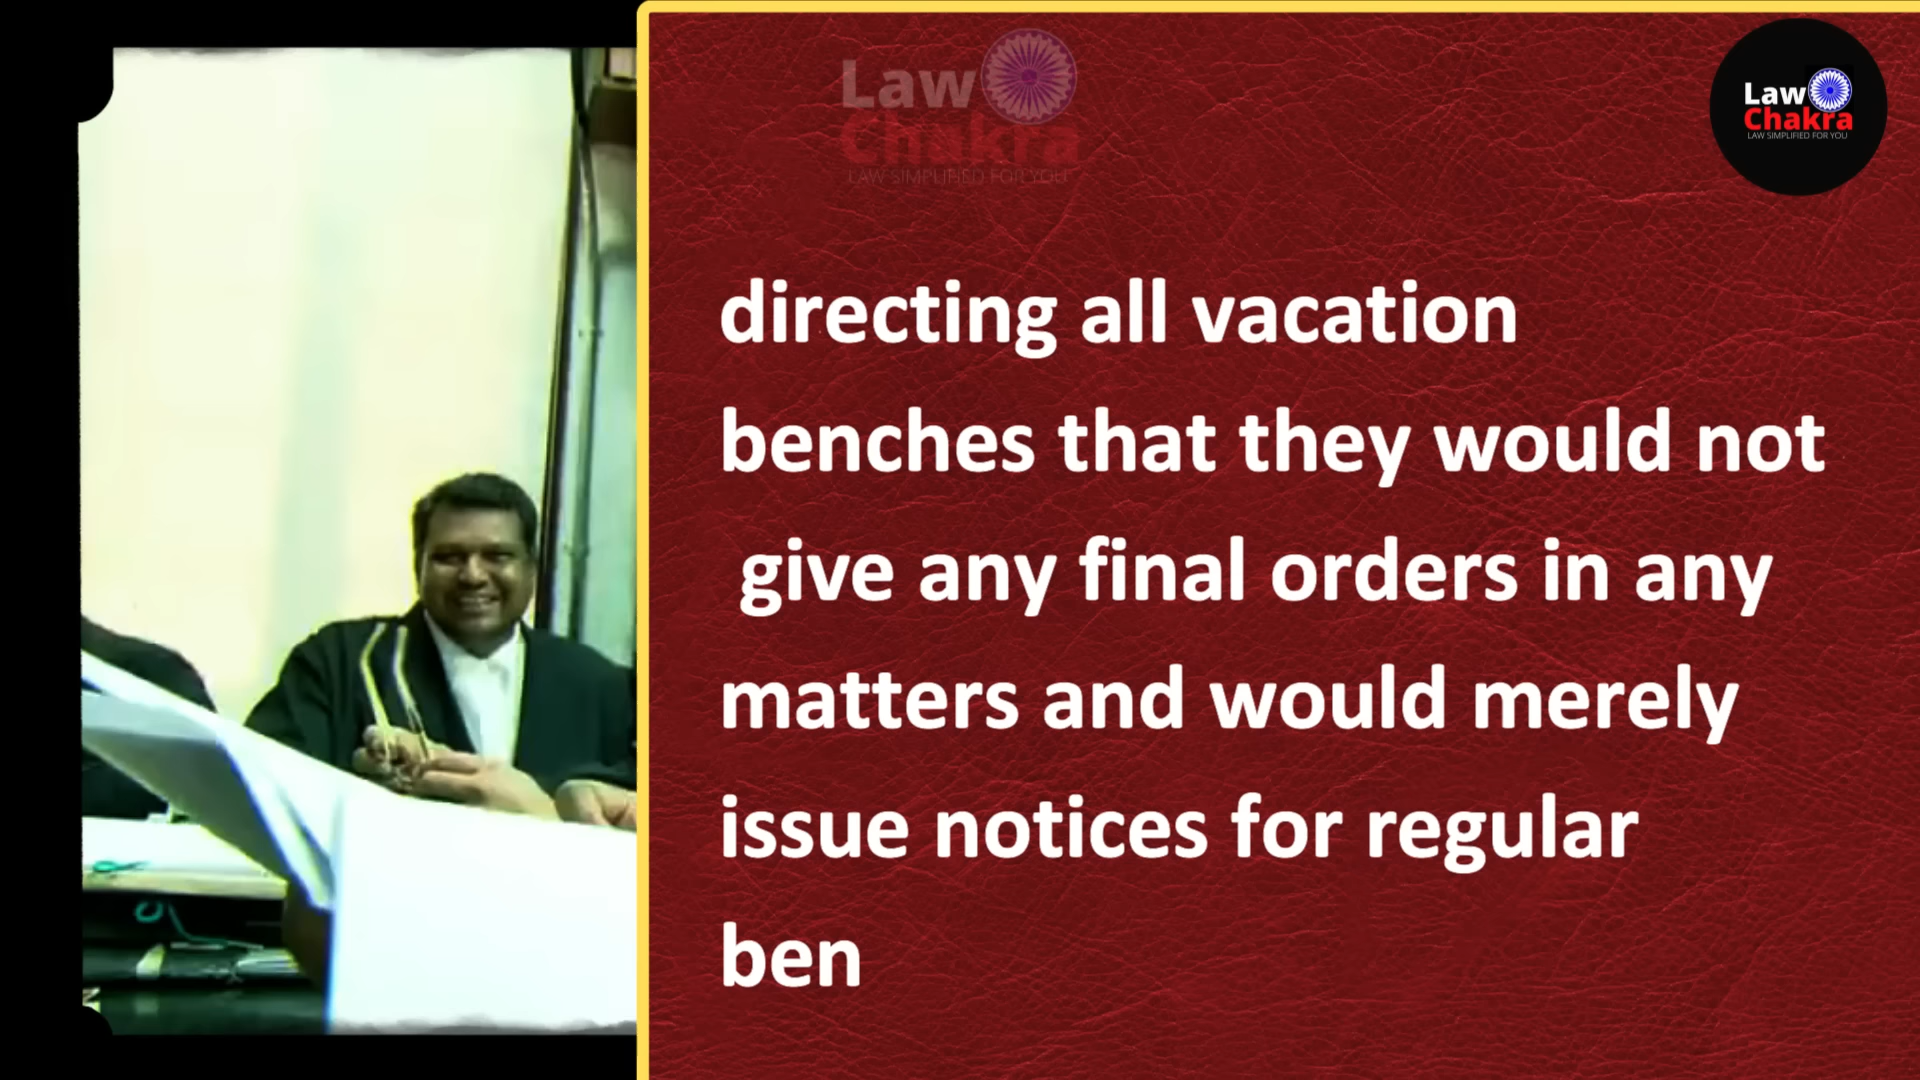 Law
Chakra
LAW SIMPLIFIED FOR YOU
Law
Chakra
LAW SIMPLIFIED FOR YOU
directing all vacation
benches that they would not
give any final orders in any
matters and would merely
issue notices for regular
ben